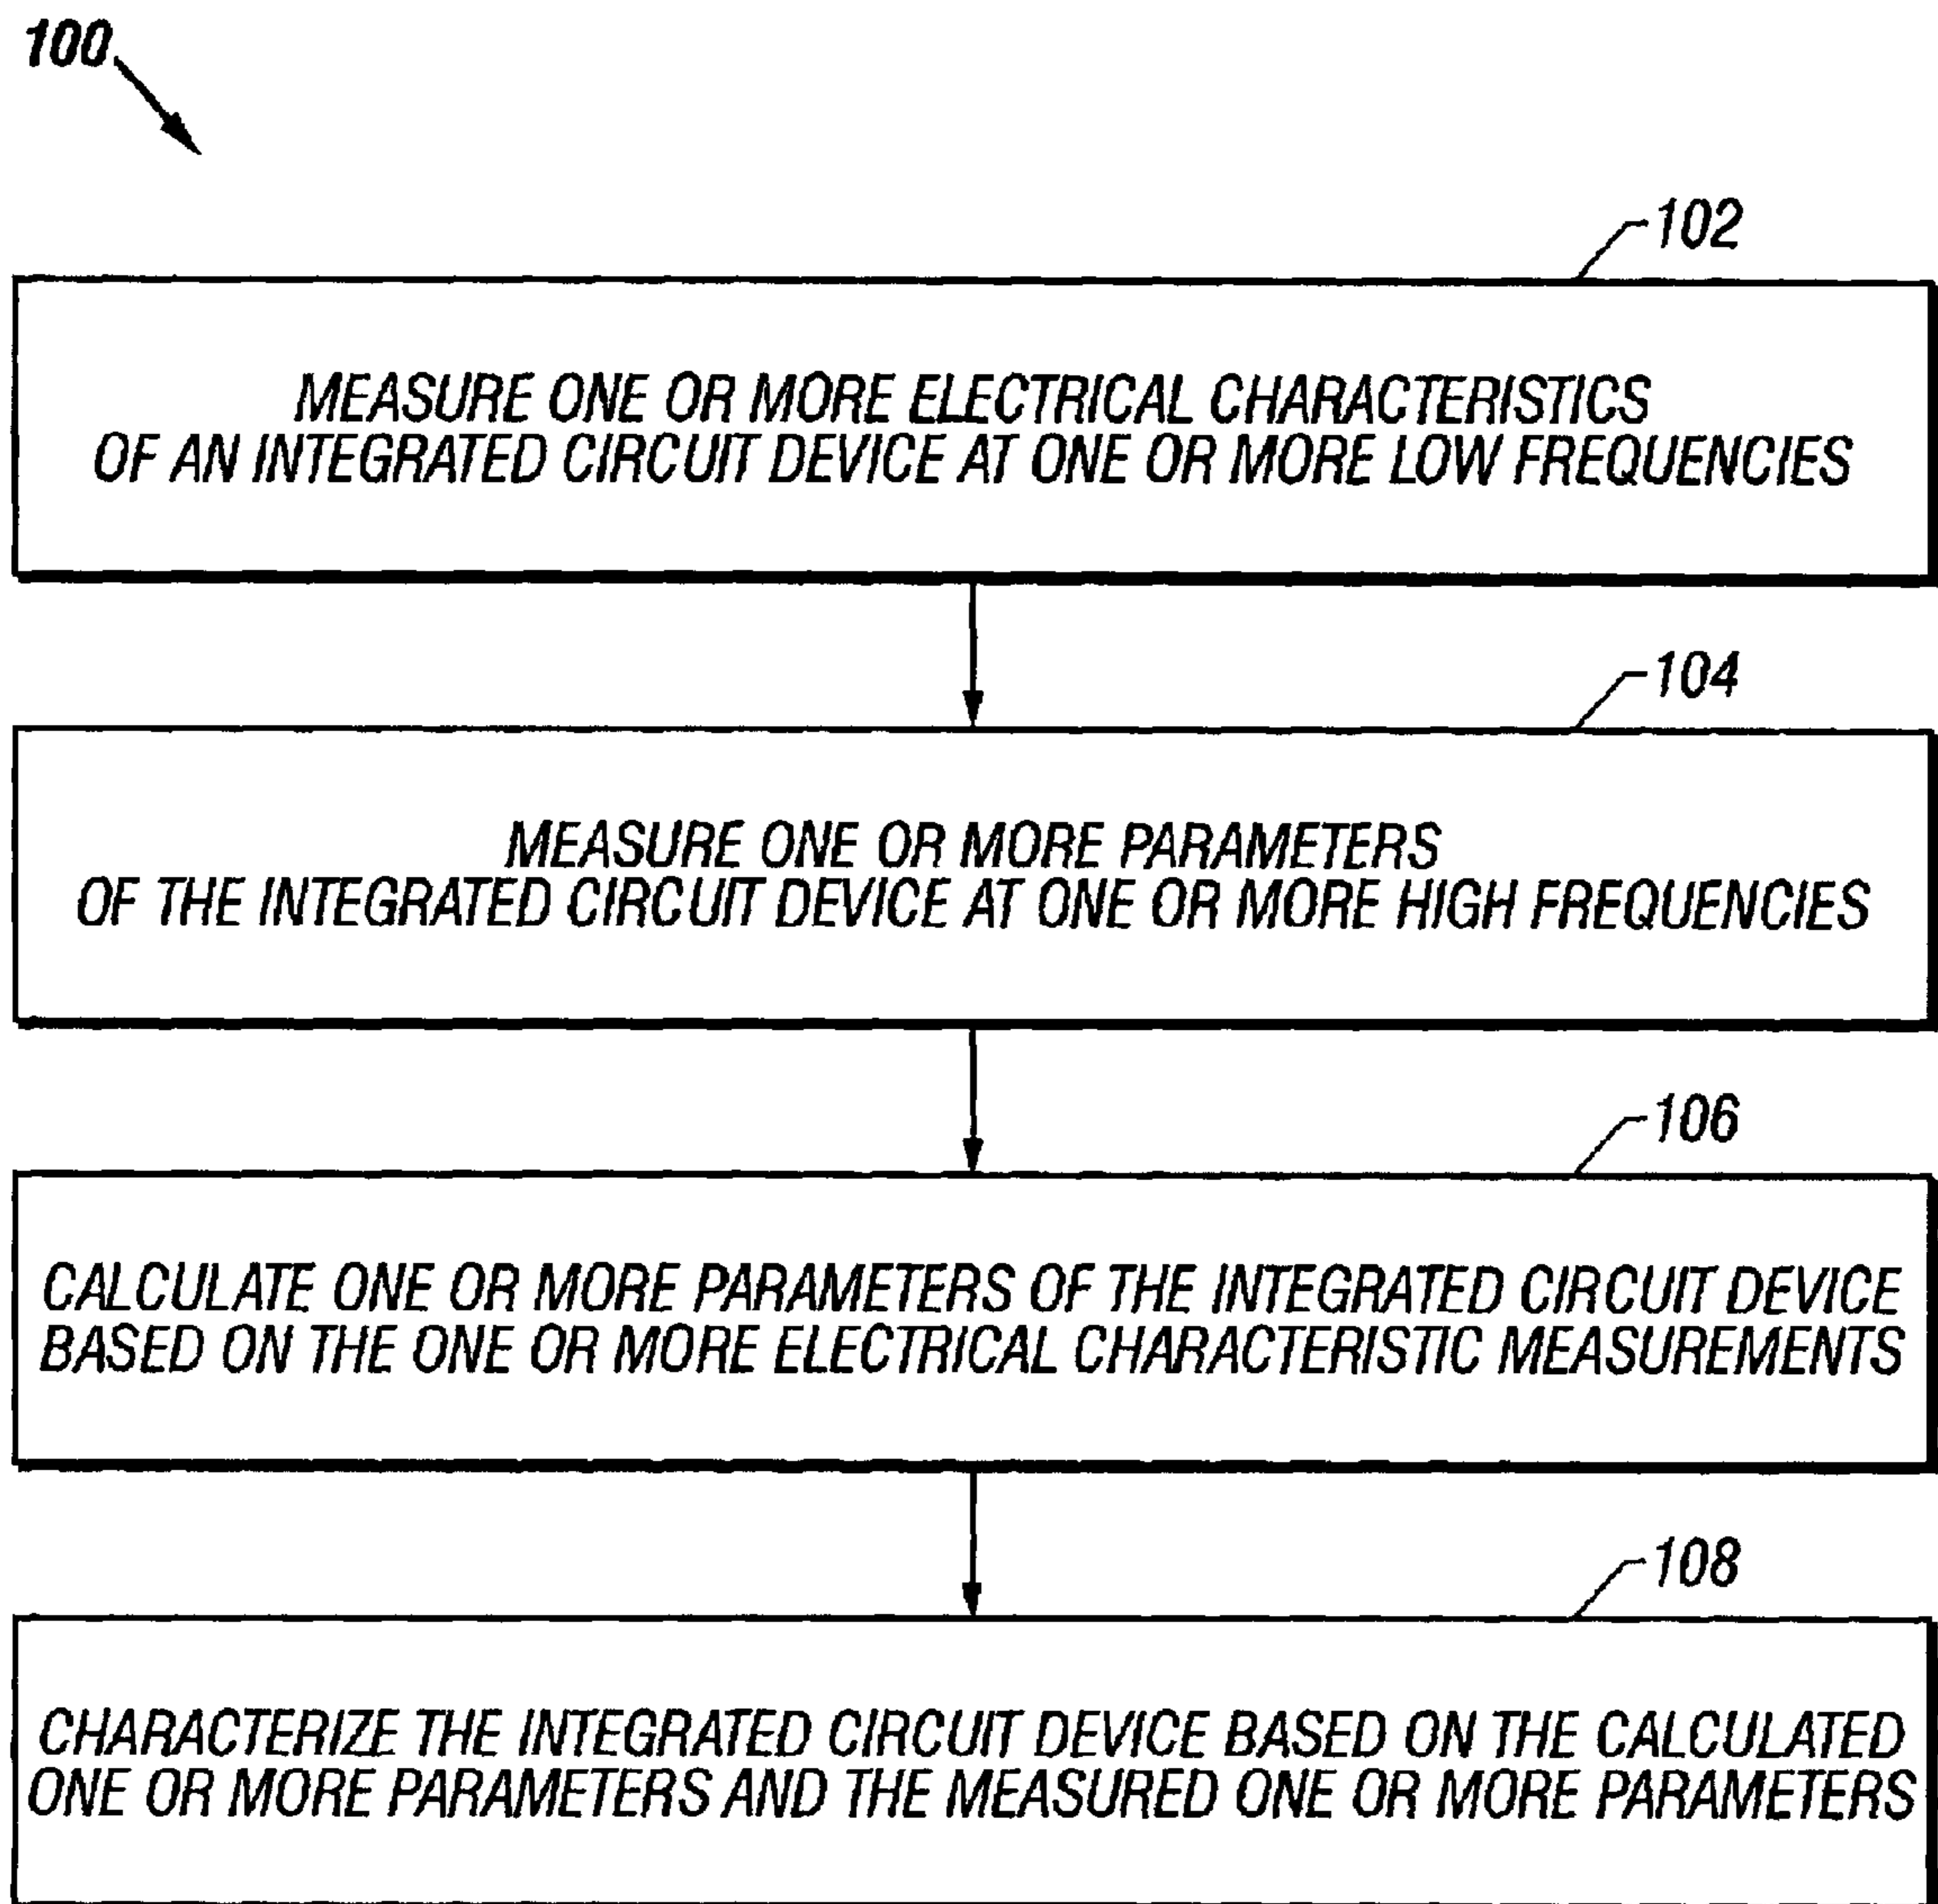 100
102
MEASURE ONE OR MORE ELECTRICAL CHARACTERISTICS
OF AN INTEGRATED CIRCUIT DEVICE AT ONE OR MORE LOW FREQUENCIES
104
MEASURE ONE OR MORE PARAMETERS
OF THE INTEGRATED CIRCUIT DEVICE AT ONE OR MORE HIGH FREQUENCIES
106
CALCULATE ONE OR MORE PARAMETERS OF THE INTEGRATED CIRCUIT DEVICE
BASED ON THE ONE OR MORE ELECTRICAL CHARACTERISTIC MEASUREMENTS
108
CHARACTERIZE THE INTEGRATED CIRCUIT DEVICE BASED ON THE CALCULATED
ONE OR MORE PARAMETERS AND THE MEASURED ONE OR MORE PARAMETERS